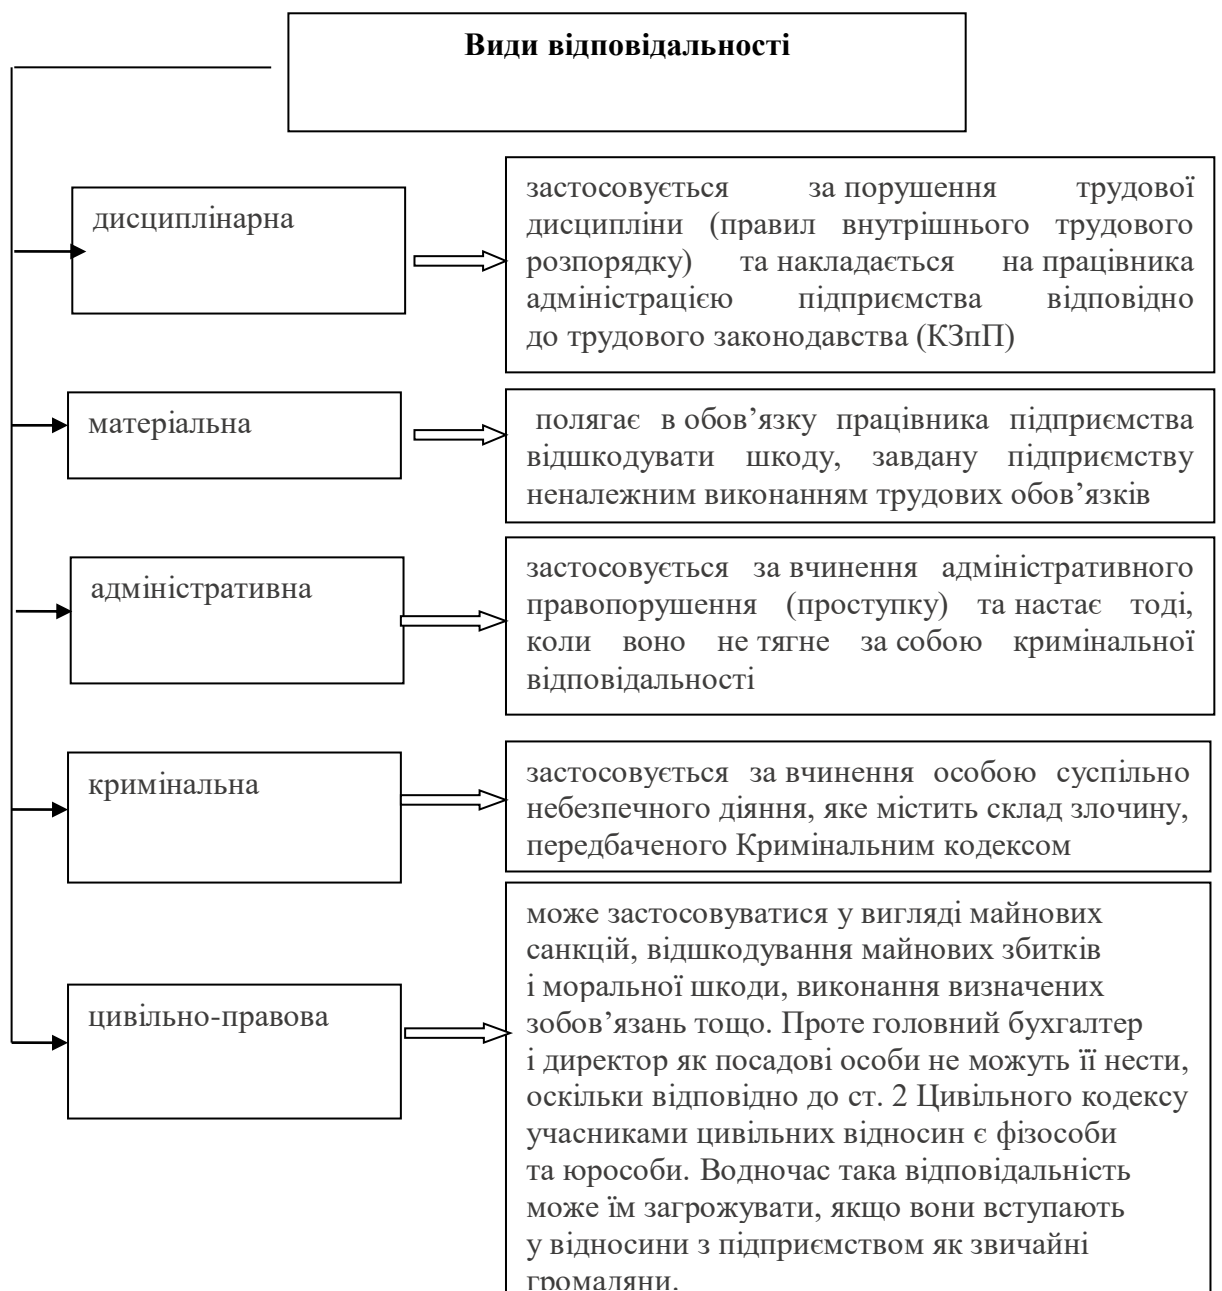 Види відповідальності
дисциплінарна
застосовується за порушення трудової
дисципліни (правил внутрішнього трудового
розпорядку) та накладається на працівника
адміністрацією підприємства відповідно
до трудового законодавства (КЗпП)
матеріальна
полягає в обов’язку працівника підприємства
відшкодувати шкоду, завдану підприємству
неналежним виконанням трудових обов’язків
адміністративна
застосовується за вчинення адміністративного
правопорушення (проступку) та настає тоді,
коли воно не тягне за собою кримінальної
відповідальності
кримінальна
застосовується за вчинення особою суспільно
небезпечного діяння, яке містить склад злочину,
передбаченого Кримінальним кодексом
цивільно-правова
може застосовуватися у вигляді майнових
санкцій, відшкодування майнових збитків
і моральної шкоди, виконання визначених
зобов’язань тощо. Проте головний бухгалтер
і директор як посадові особи не можуть її нести,
оскільки відповідно до ст. 2 Цивільного кодексу
учасниками цивільних відносин є фізособи
та юрособи. Водночас така відповідальність
може їм загрожувати, якщо вони вступають
у відносини з підприємством як звичайні
громадяни.